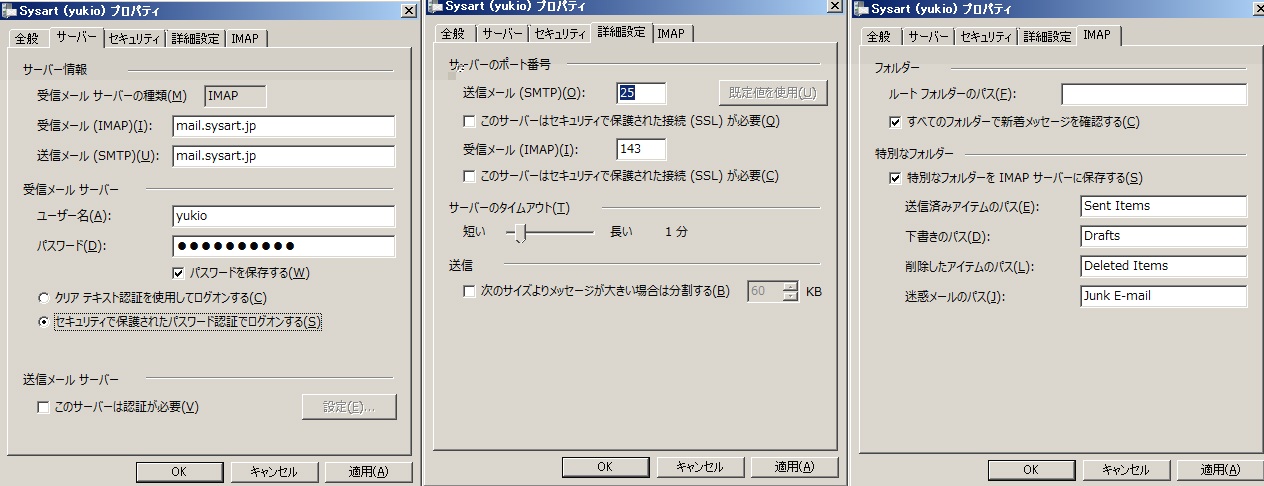 Sysart (yukio) プロパティ
全般 サーバー セキュリティ 詳細設定 IMAP
サーバー情報
受信メール サーバーの種類(M) IMAP
受信メール (IMAP)(I): mail.sysart.jp
送信メール (SMTP)(U): mail.sysart.jp
受信メール サーバー
ユーザー名(A): yukio
パスワード(D): ●●●●●●●●●●
パスワードを保存する(W)
クリア テキスト認証を使用してログオンする(C)
セキュリティで保護されたパスワード認証でログオンする(S)
送信メール サーバー
このサーバーは認証が必要(V) 設定(E)...
OK キャンセル 適用(A)
Sysart (yukio) プロパティ
全般 サーバー セキュリティ 詳細設定 IMAP
サーバーのポート番号
送信メール (SMTP)(O): 25 既定値を使用(U)
このサーバーはセキュリティで保護された接続 (SSL) が必要(Q)
受信メール (IMAP)(I): 143
このサーバーはセキュリティで保護された接続 (SSL) が必要(C)
サーバーのタイムアウト(T)
短い 長い 1 分
送信
次のサイズよりメッセージが大きい場合は分割する(B) 60 KB
OK キャンセル 適用(A)
Sysart (yukio) プロパティ
全般 サーバー セキュリティ 詳細設定 IMAP
フォルダー
ルート フォルダーのパス(F):
すべてのフォルダーで新着メッセージを確認する(C)
特別なフォルダー
特別なフォルダーを IMAP サーバーに保存する(S)
送信済みアイテムのパス(E): Sent Items
下書きのパス(D): Drafts
削除したアイテムのパス(L): Deleted Items
迷惑メールのパス(J): Junk E-mail
OK キャンセル 適用(A)